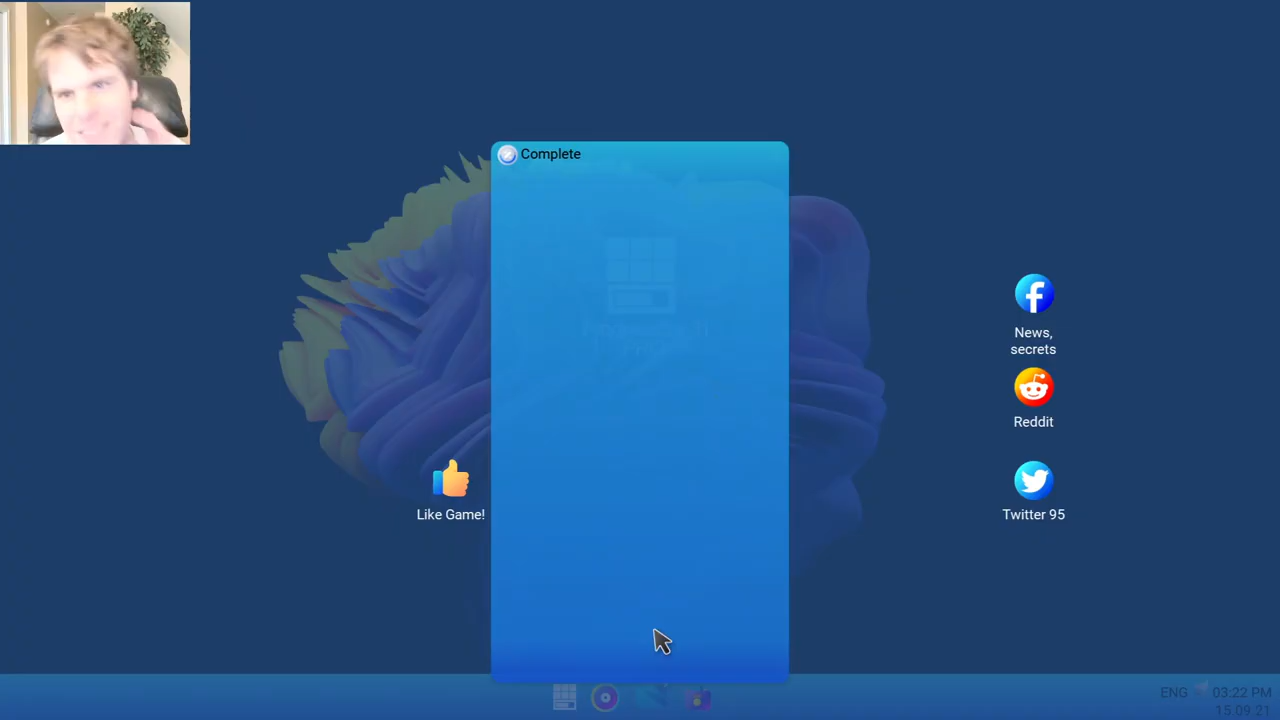 Complete
News,
secrets
Reddit
Like Game!
Twitter 95
ENG
03:22 PM
15.09.21